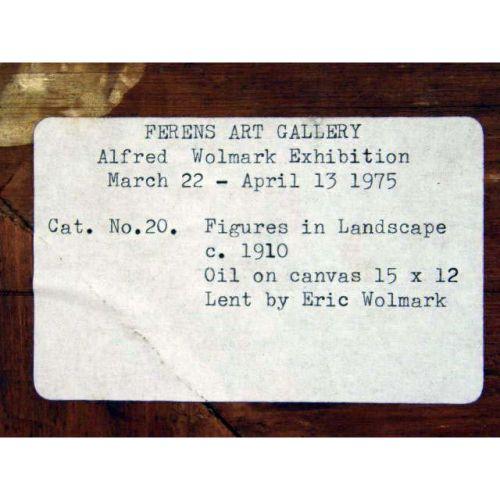 FERENS ART GALLERY
Alfred Wolmark Exhibition
March 22 - April 13 1975
Cat. No.20. Figures in Landscape
c. 1910
Oil on canvas 15 x 12
Lent by Eric Wolmark